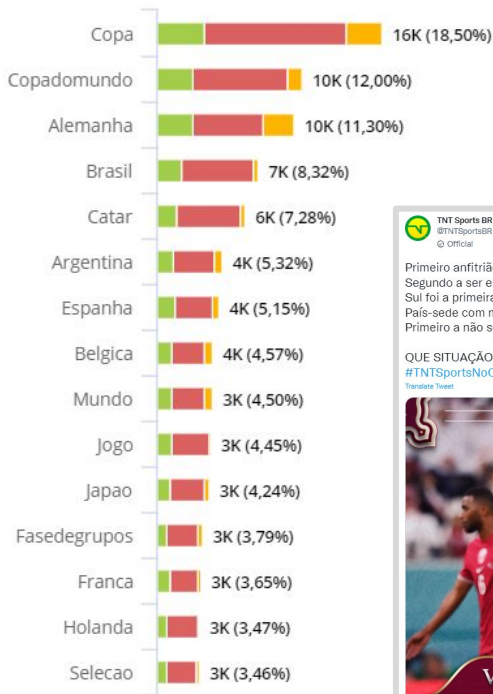 Copa 16K (18,50%)
Copadomundo 10K (12,00%)
Alemanha 10K (11,30%)
Brasil 7K (8,32%)
Catar 6K (7,28%)
Argentina 4K (5,32%)
Espanha 4K (5,15%)
Belgica 4K (4,57%)
Mundo 3K (4,50%)
Jogo 3K (4,45%)
Japao 3K (4,24%)
Fasedegrupos 3K (3,79%)
Franca 3K (3,65%)
Holanda 3K (3,47%)
Selecao 3K (3,46%)
TNT Sports BR
@TNTSportsBR
Official
Primeiro anfitriã
Segundo a ser e
Sul foi a primeira
País-sede com
Primeiro a não s
QUE SITUAÇÃO
#TNTSportsNoC
Translate Tweet
6
V